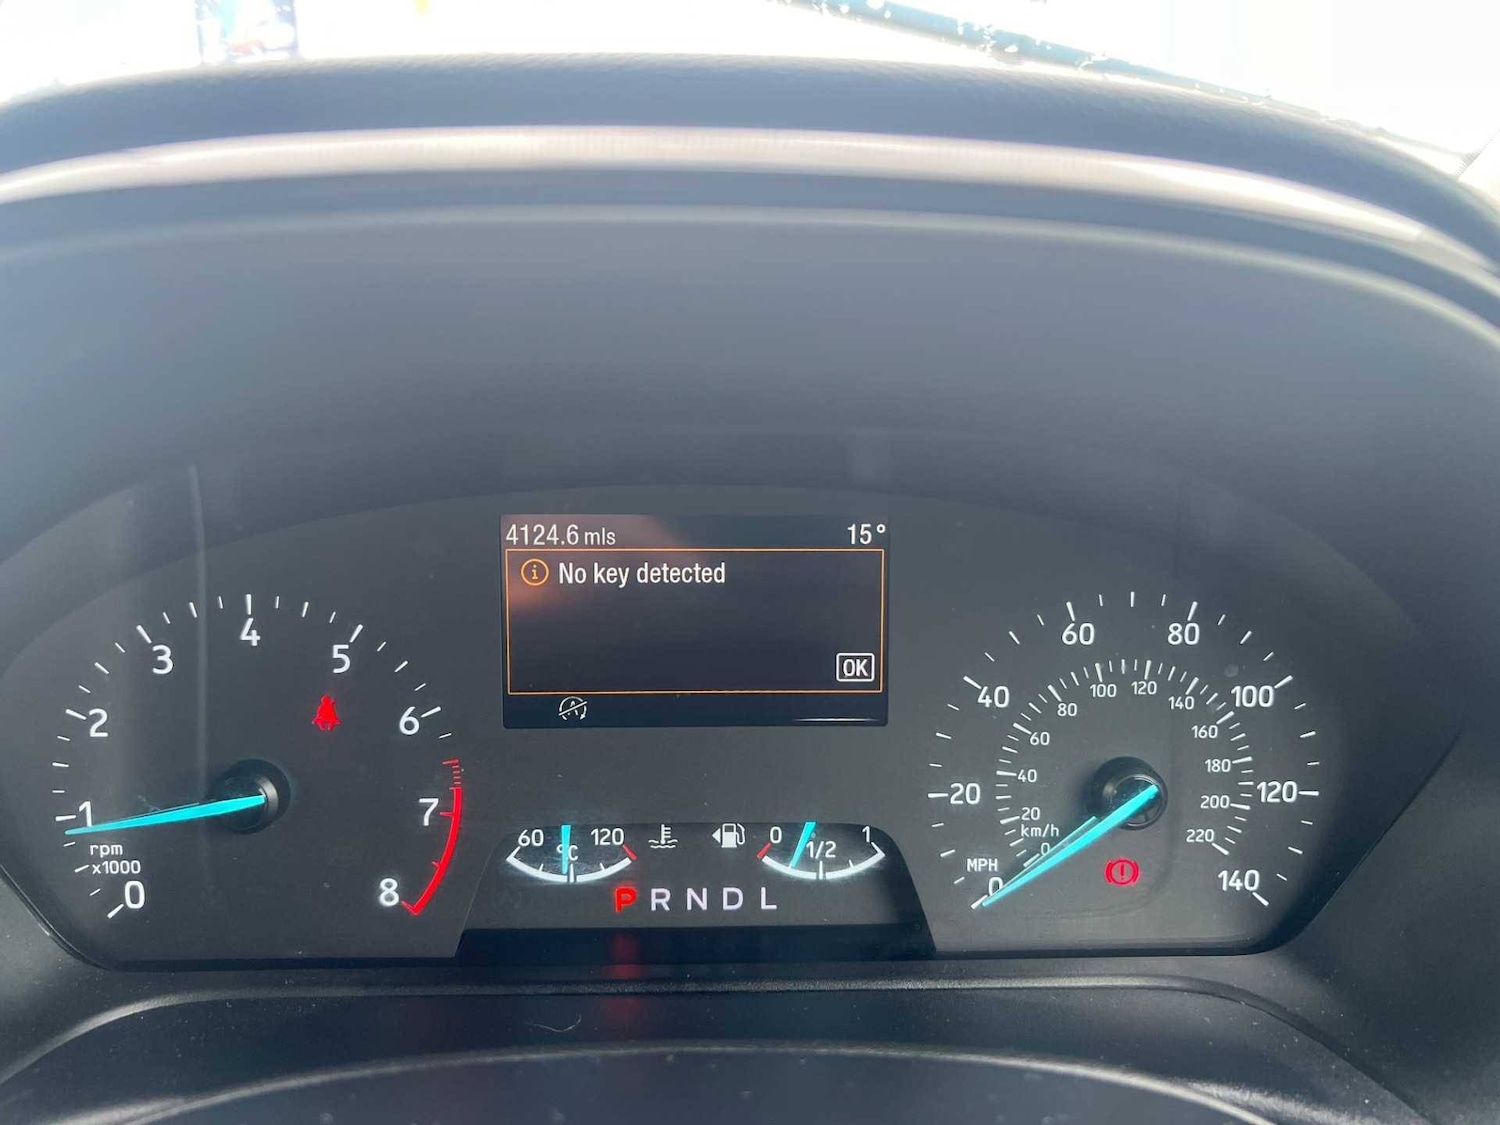 4124.6 mls 15°
No key detected
OK
1 2 3 4 5 6 7 8
rpm
x1000
0
60 °C 120
0 1/2 1
P R N D L
0 20 40 60 80 100 120 140
MPH
km/h
0 20 40 60 80 100 120 140 160 180 200 220